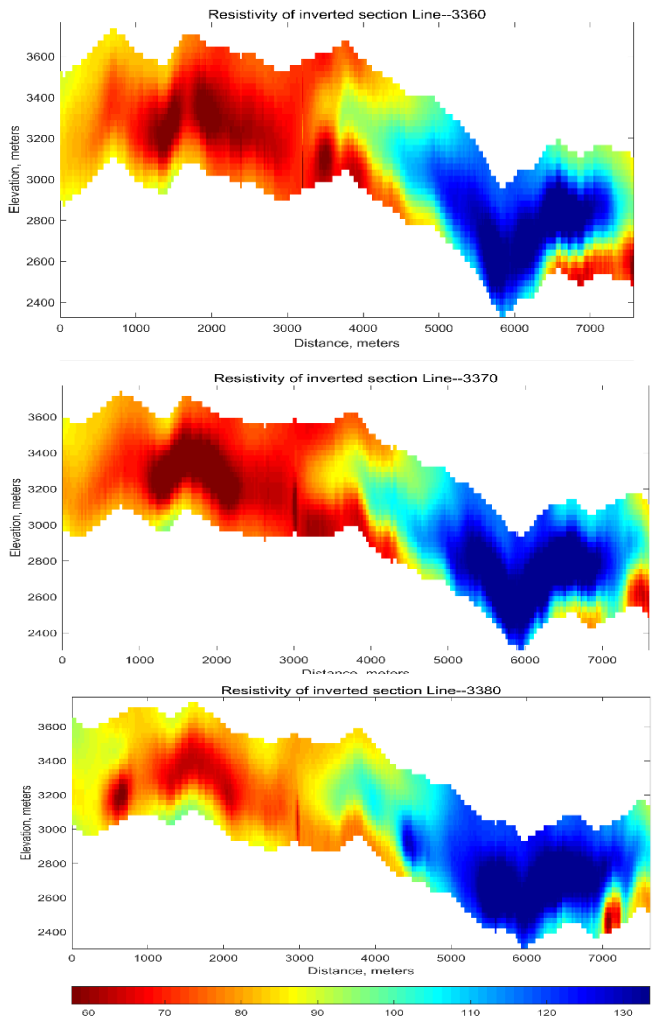 Resistivity of inverted section Line--3360
3600
3400
3200
3000
2800
2600
2400
Elevation, meters
0 1000 2000 3000 4000 5000 6000 7000
Distance, meters
Resistivity of inverted section Line--3370
3600
3400
3200
3000
2800
2600
2400
Elevation, meters
0 1000 2000 3000 4000 5000 6000 7000
Distance, meters
Resistivity of inverted section Line--3380
3600
3400
3200
3000
2800
2600
2400
Elevation, meters
0 1000 2000 3000 4000 5000 6000 7000
Distance, meters
60 70 80 90 100 110 120 130